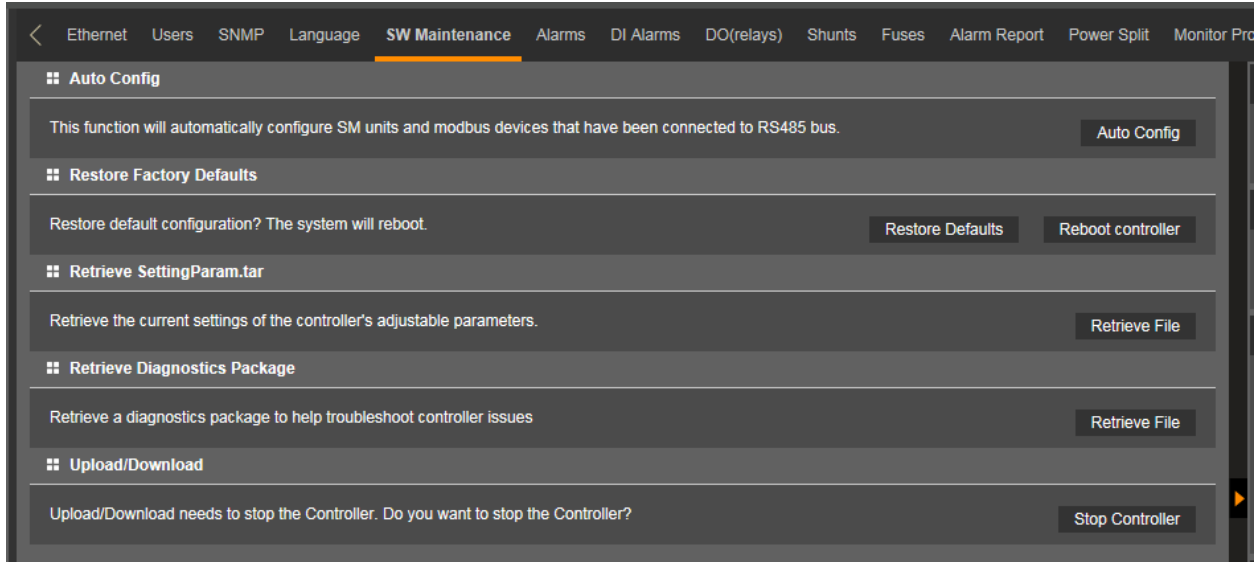 Ethernet Users SNMP Language SW Maintenance Alarms DI Alarms DO(relays) Shunts Fuses Alarm Report Power Split Monitor Pro
Auto Config
This function will automatically configure SM units and modbus devices that have been connected to RS485 bus. Auto Config
Restore Factory Defaults
Restore default configuration? The system will reboot. Restore Defaults Reboot controller
Retrieve SettingParam.tar
Retrieve the current settings of the controller's adjustable parameters. Retrieve File
Retrieve Diagnostics Package
Retrieve a diagnostics package to help troubleshoot controller issues Retrieve File
Upload/Download
Upload/Download needs to stop the Controller. Do you want to stop the Controller? Stop Controller